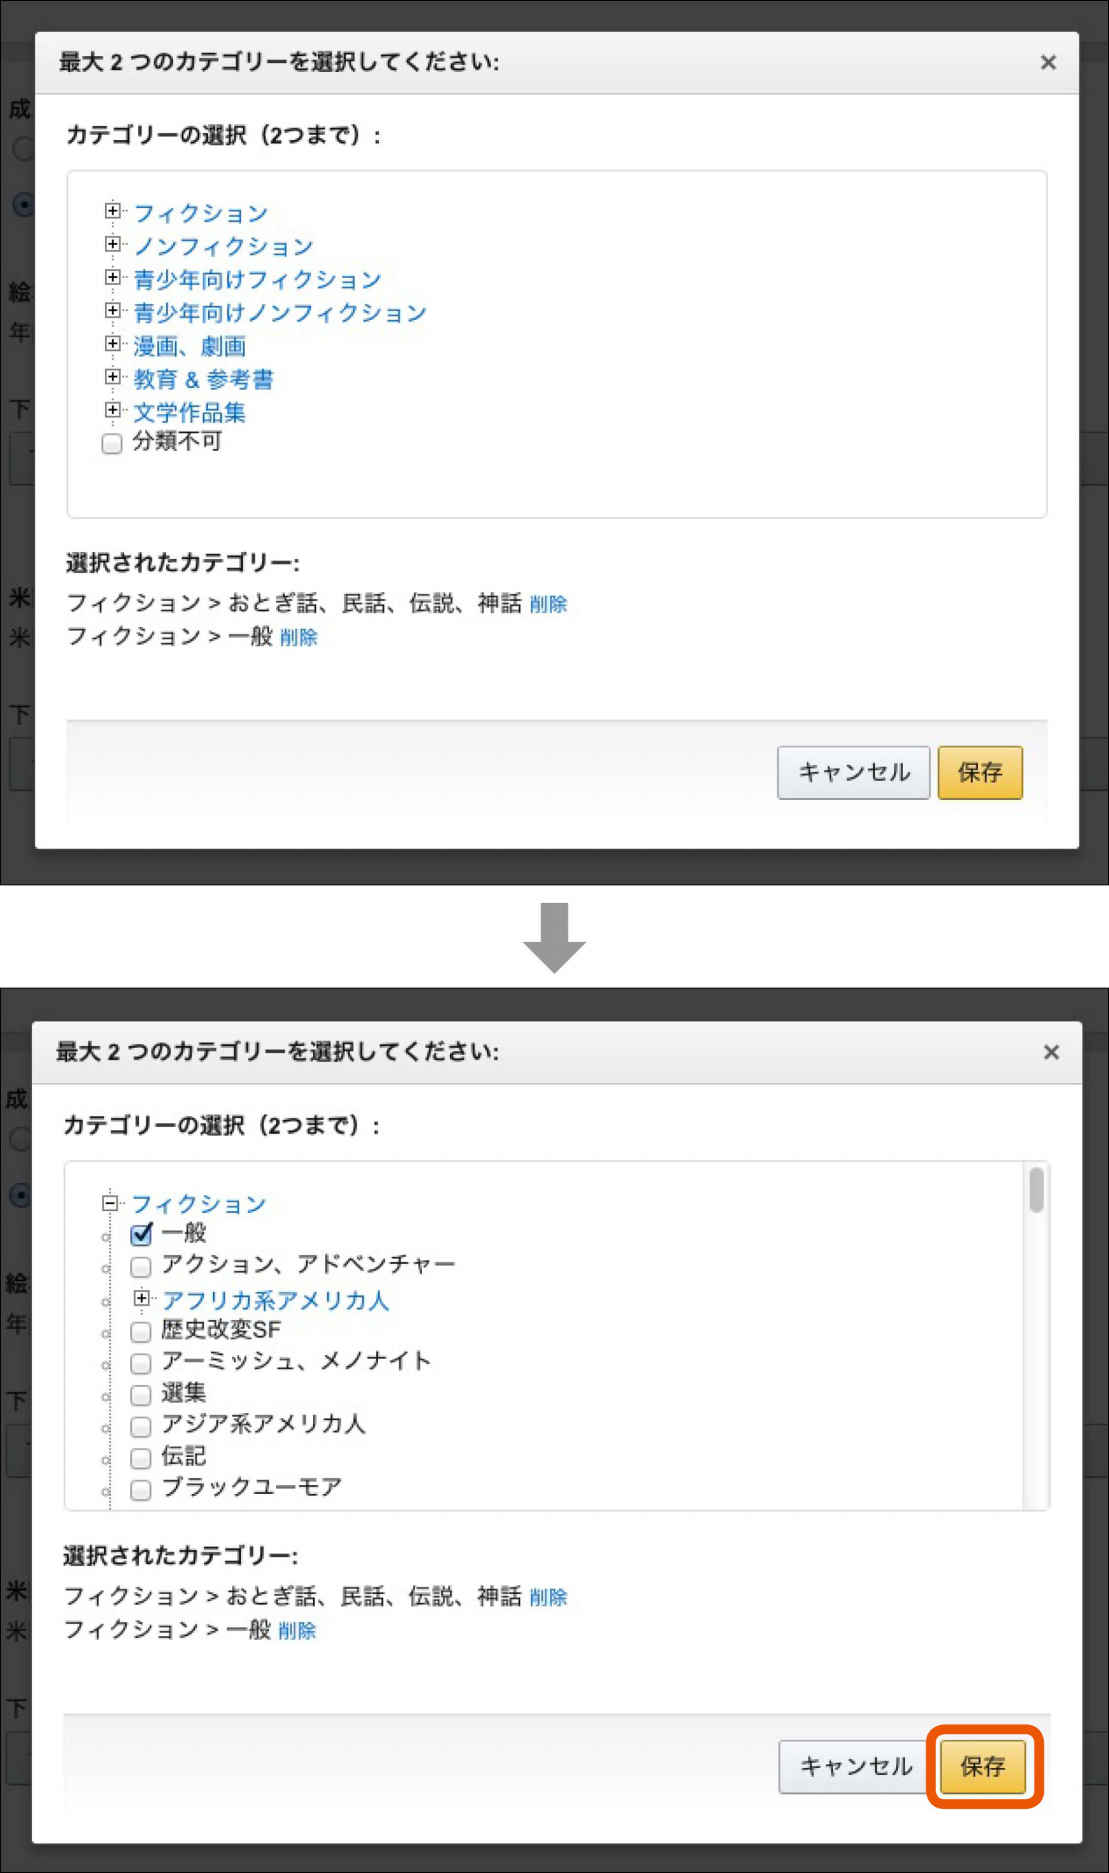 最大 2 つのカテゴリーを選択してください:
×
カテゴリーの選択（2つまで）:
フィクション
ノンフィクション
青少年向けフィクション
青少年向けノンフィクション
漫画、劇画
教育 & 参考書
文学作品集
分類不可
選択されたカテゴリー:
フィクション > おとぎ話、民話、伝説、神話 削除
フィクション > 一般 削除
キャンセル 保存
成
絵
年
下
米
米
下
最大 2 つのカテゴリーを選択してください:
×
カテゴリーの選択（2つまで）:
フィクション
一般
アクション、アドベンチャー
アフリカ系アメリカ人
歴史改変SF
アーミッシュ、メノナイト
選集
アジア系アメリカ人
伝記
ブラックユーモア
選択されたカテゴリー:
フィクション > おとぎ話、民話、伝説、神話 削除
フィクション > 一般 削除
キャンセル 保存
成
絵
年
下
米
米
下